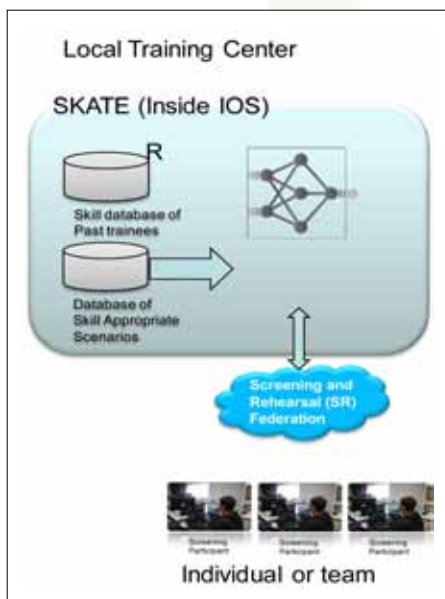 Local Training Center
SKATE (Inside IOS)
R
Skill database of
Past trainees
Database of
Skill Appropriate
Scenarios
Screening and
Rehearsal (SR)
Federation
Screening
Participant
Screening
Participant
Screening
Participant
Individual or team